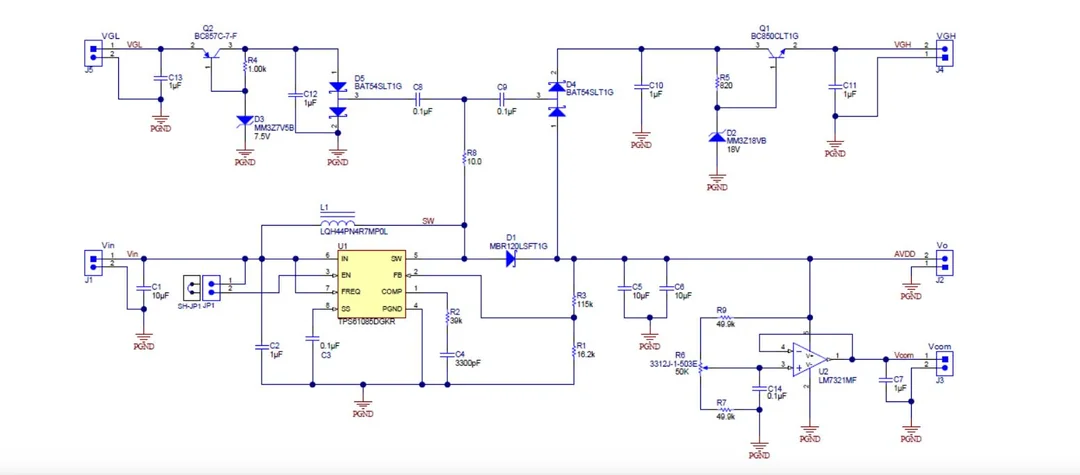 VGL
VGL
1
2
J5
Q2
BC857C-7-F
2
3
1
R4
1.00k
C13
1µF
PGND
D3
MM3Z7V5B
7.5V
PGND
C12
1µF
D5
BAT54SLT1G
1
3
2
PGND
C8
0.1µF
C9
0.1µF
D4
BAT54SLT1G
2
3
1
C10
1µF
PGND
Q1
BC850CLT1G
3
2
1
R5
820
D2
MM3Z18VB
18V
PGND
C11
1µF
PGND
VGH
VGH
2
1
J4
R8
10.0
L1
LQH44PN4R7MP0L
SW
Vin
Vin
1
2
J1
C1
10µF
PGND
SH-JP1
JP1
1
2
C2
1µF
U1
6
IN
SW
5
3
EN
FB
2
7
FREQ
COMP
1
8
SS
PGND
4
TPS61085DGKR
0.1µF
C3
R2
39k
C4
3300pF
PGND
D1
MBR120LSFT1G
R3
115k
R1
16.2k
C5
10µF
C6
10µF
PGND
AVDD
Vo
2
1
J2
PGND
R9
49.9k
R6
3312J-1-503E
50K
R7
49.9k
C14
0.1µF
PGND
5
4
3
V+
V-
1
2
U2
LM7321MF
PGND
Vcom
Vcom
1
2
J3
C7
1µF
PGND